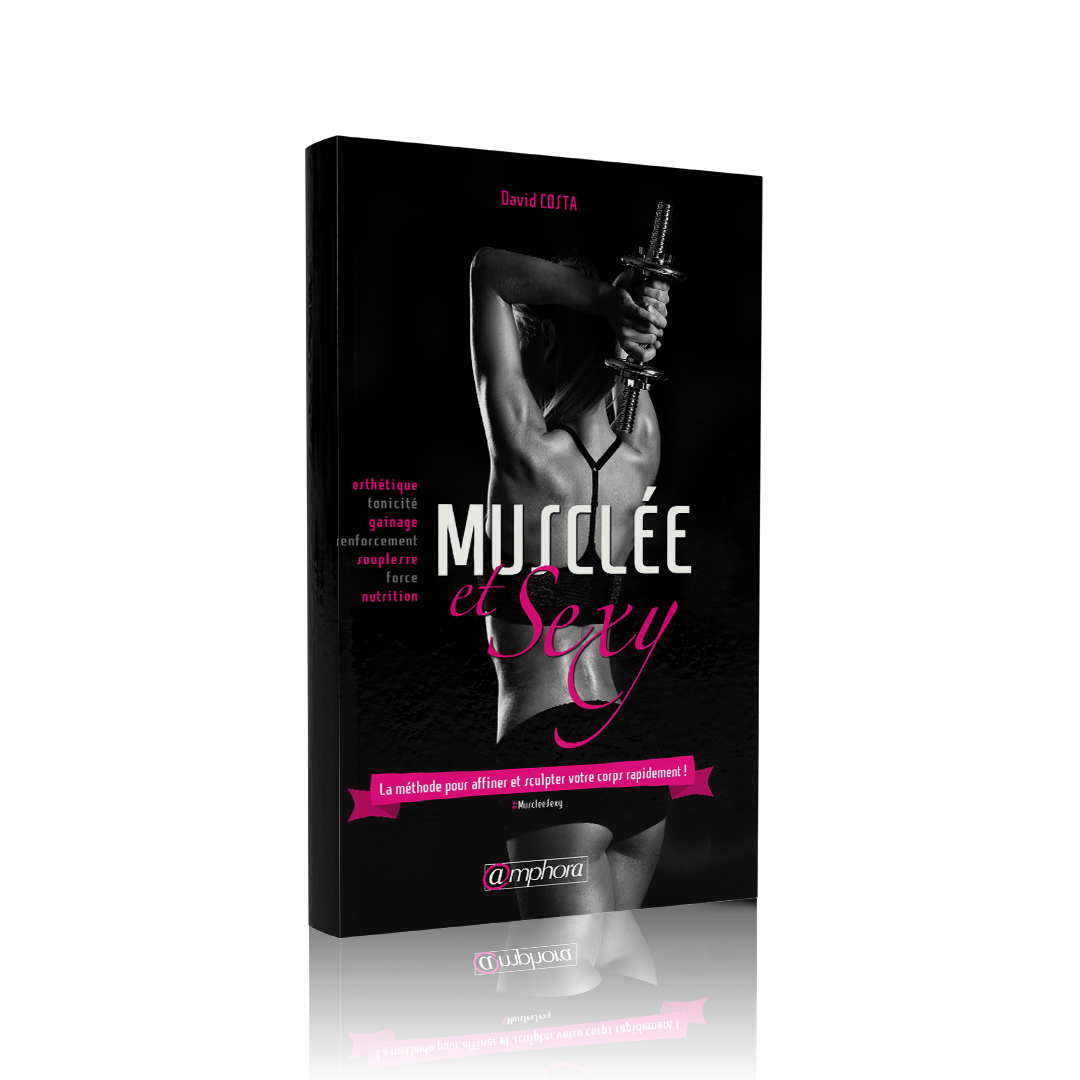 David COSTA
esthétique
tonicité
gainage
renforcement
souplesse
force
nutrition
MUSCLÉE
et Sexy
La méthode pour affiner et sculpter votre corps rapidement !
#MuscleeSexy
@mphora